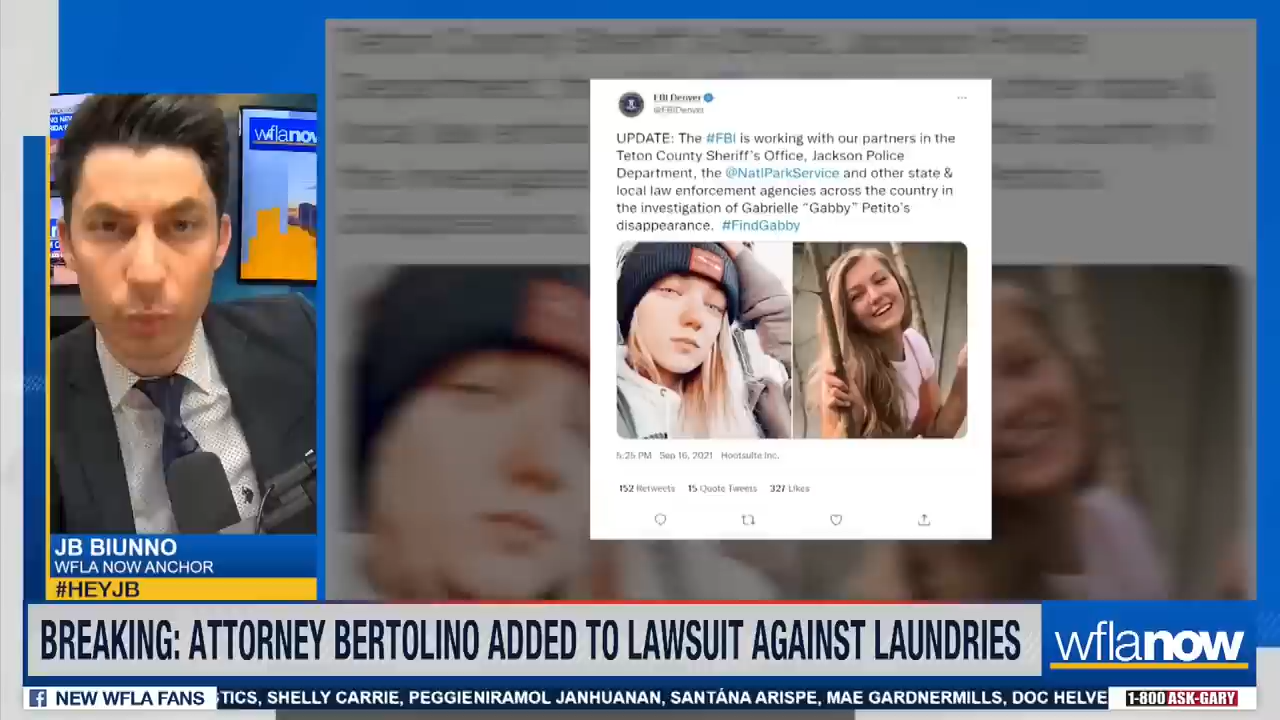 wflanow
FBI Denver
@FBIDenver
UPDATE: The #FBI is working with our partners in the
Teton County Sheriff's Office, Jackson Police
Department, the @NatlParkService and other state &
local law enforcement agencies across the country in
the investigation of Gabrielle “Gabby” Petito's
disappearance. #FindGabby
5:25 PM Sep 16, 2021 Hootsuite Inc.
152 Retweets 15 Quote Tweets 327 Likes
JB BIUNNO
WFLA NOW ANCHOR
#HEYJB
BREAKING: ATTORNEY BERTOLINO ADDED TO LAWSUIT AGAINST LAUNDRIES
wflanow
NEW WFLA FANS TICS, SHELLY CARRIE, PEGGIENIRAMOL JANHUANAN, SANTÁNA ARISPE, MAE GARDNERMILLS, DOC HELVE 1-800 ASK-GARY